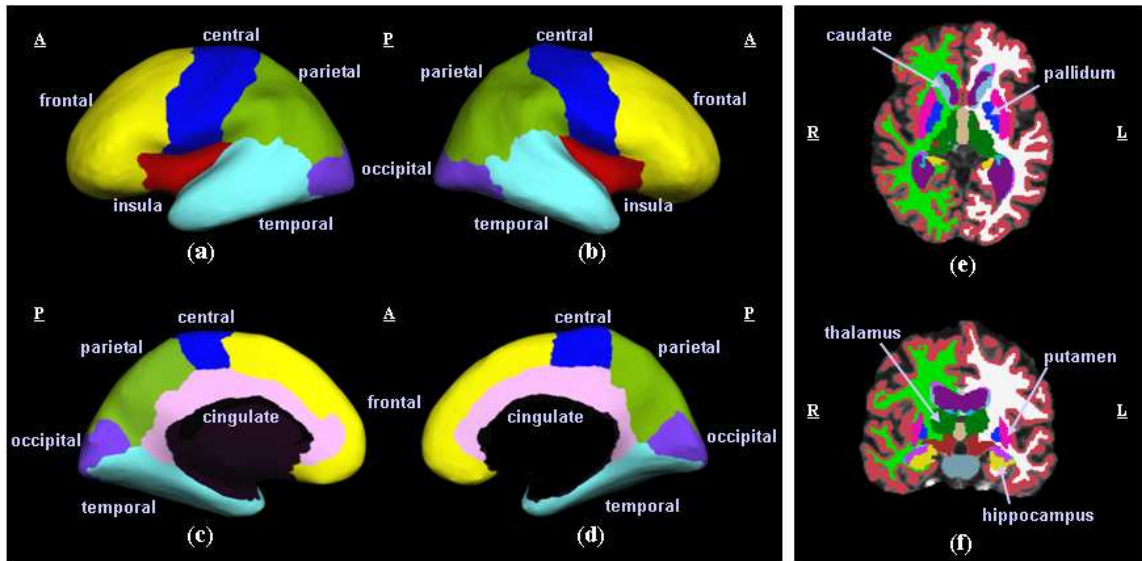 A
central
P
parietal
frontal
insula
temporal
(a)
central
A
parietal
frontal
occipital
insula
temporal
(b)
P
central
A
parietal
frontal
cingulate
occipital
temporal
(c)
central
P
parietal
cingulate
occipital
temporal
(d)
caudate
pallidum
R
L
(e)
thalamus
putamen
R
L
hippocampus
(f)